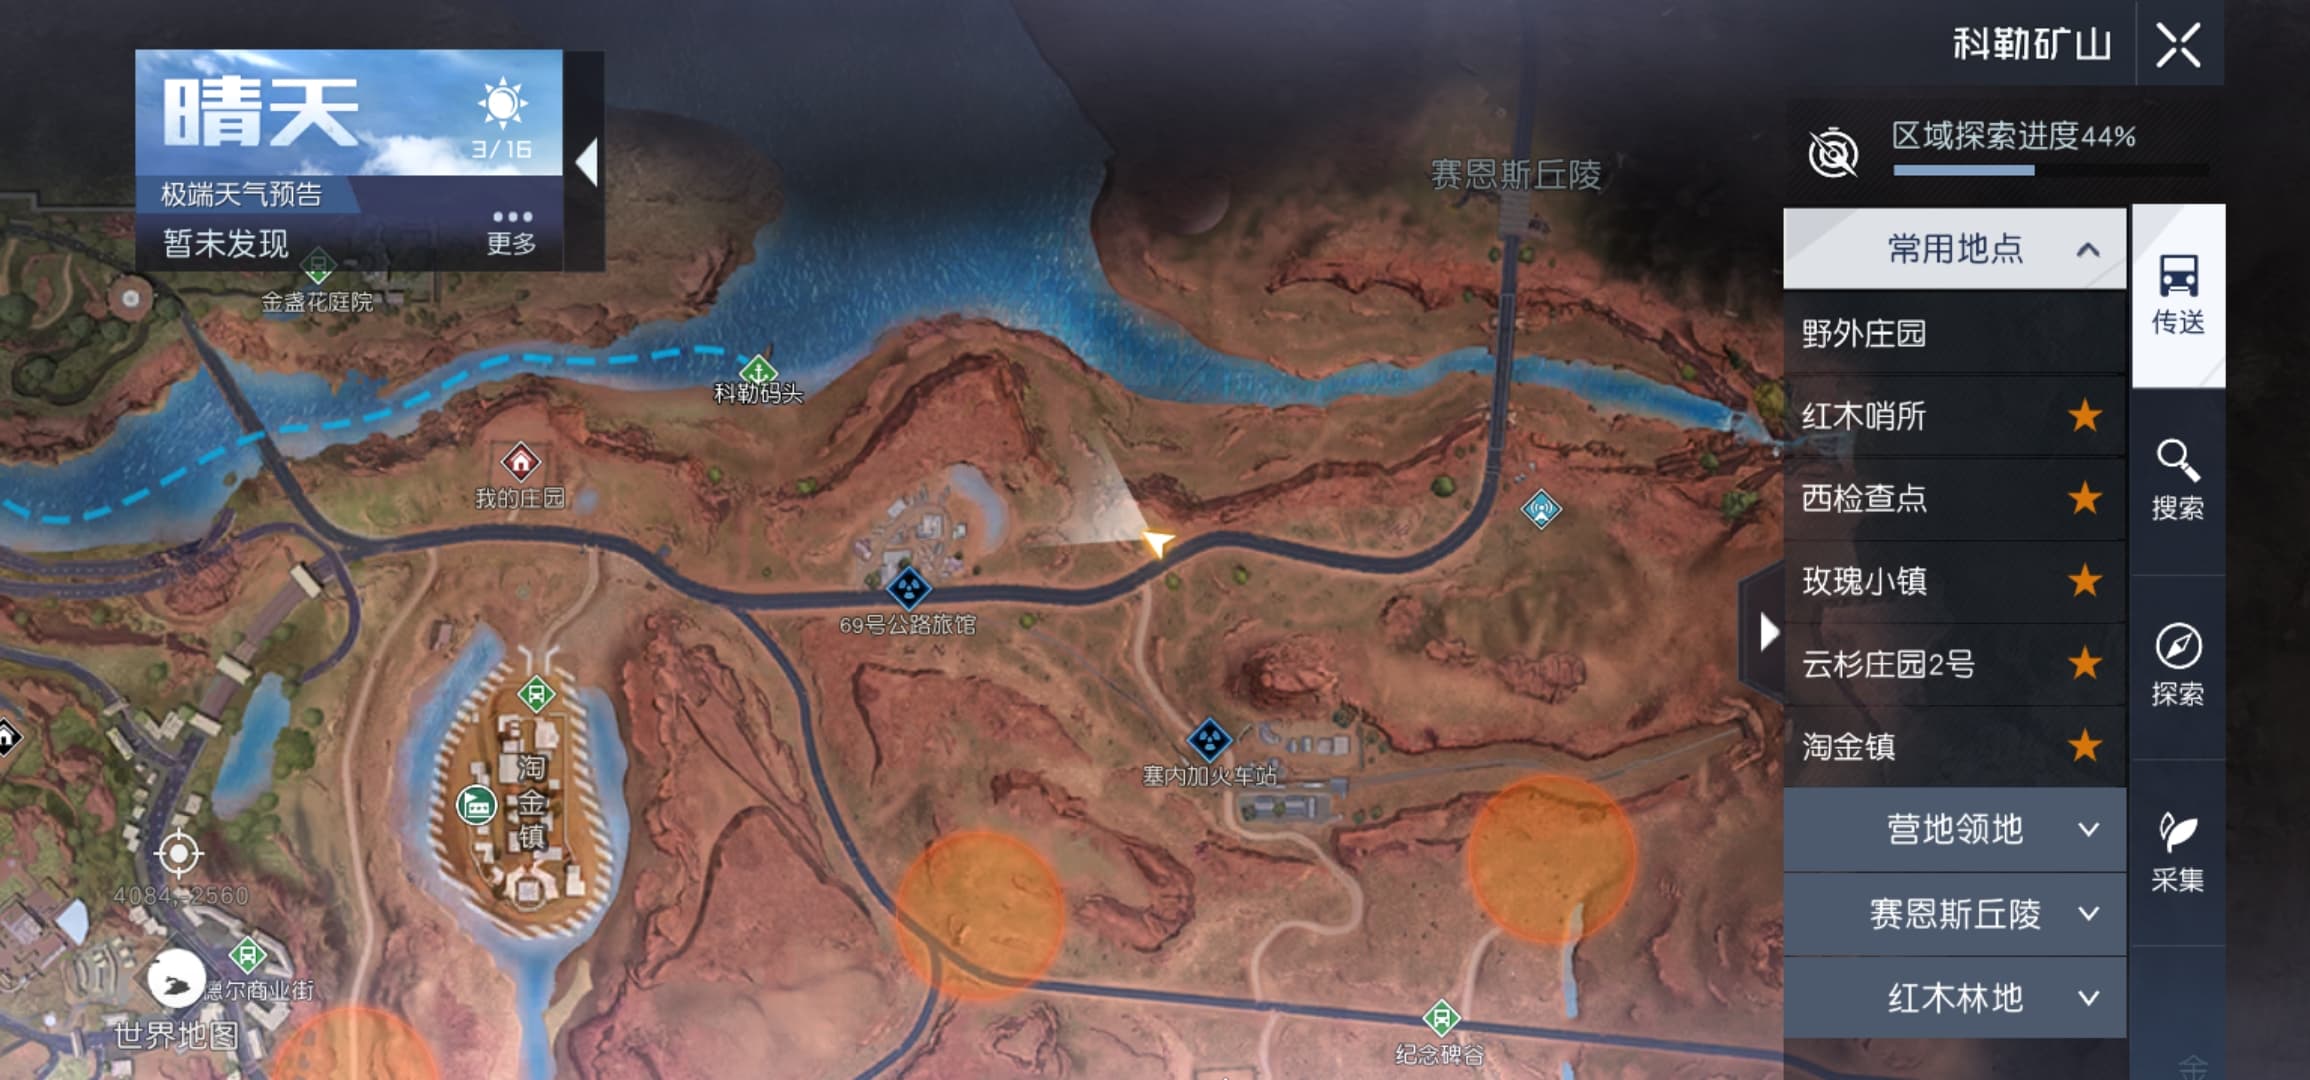 科勒矿山
晴天
3/16
极端天气预告
暂未发现
更多
区域探索进度44%
常用地点
野外庄园
红木哨所
西检查点
玫瑰小镇
云杉庄园2号
淘金镇
营地领地
赛恩斯丘陵
红木林地
传送
搜索
探索
采集
赛恩斯丘陵
金盏花庭院
科勒码头
我的庄园
69号公路旅馆
塞内加火车站
淘金镇
4084,-2560
德尔商业街
世界地图
纪念碑谷